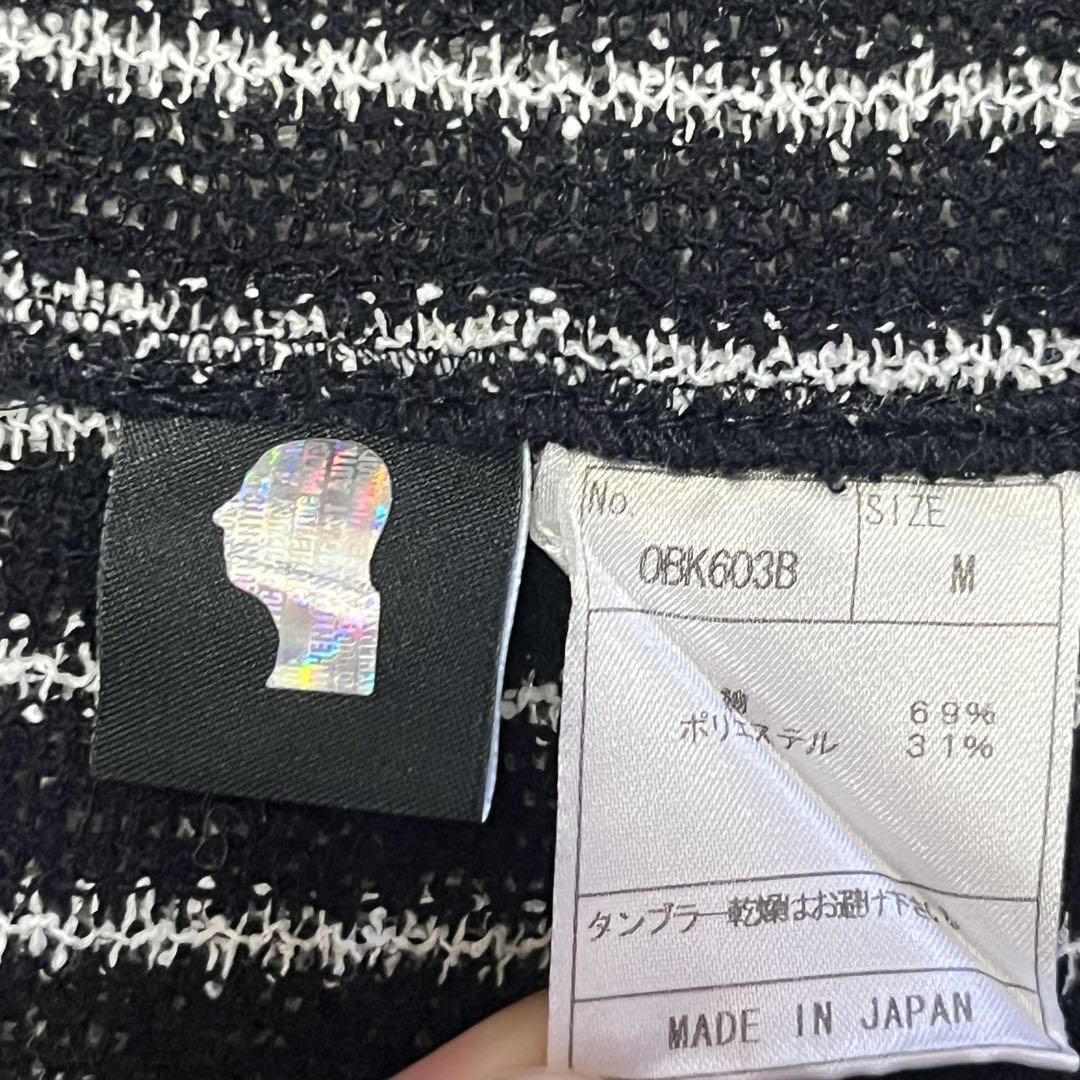 No.
SIZE
0BK603B
M
綿 69%
ポリエステル 31%
タンブラー乾燥はお避け下さい。
MADE IN JAPAN